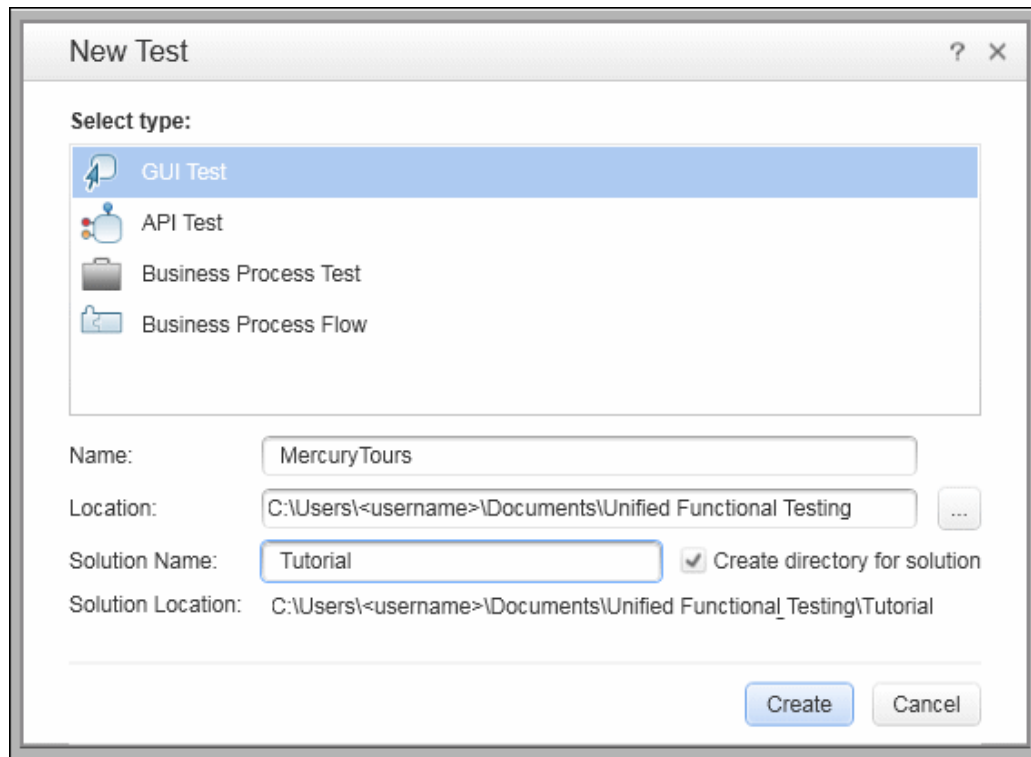 New Test ? ×
Select type:
GUI Test
API Test
Business Process Test
Business Process Flow
Name: MercuryTours
Location: C:\Users\<username>\Documents\Unified Functional Testing ...
Solution Name: Tutorial Create directory for solution
Solution Location: C:\Users\<username>\Documents\Unified Functional Testing\Tutorial
Create Cancel